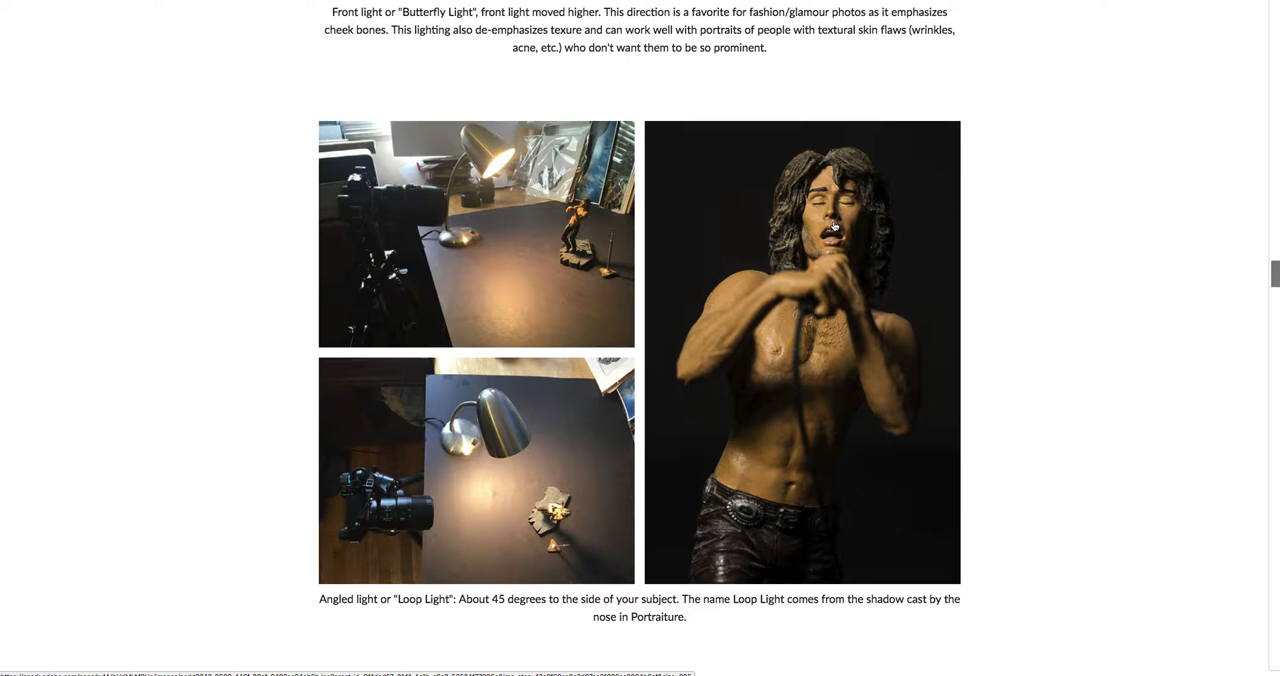 Front light or "Butterfly Light", front light moved higher. This direction is a favorite for fashion/glamour photos as it emphasizes
cheek bones. This lighting also de-emphasizes texure and can work well with portraits of people with textural skin flaws (wrinkles,
acne, etc.) who don't want them to be so prominent.
Angled light or "Loop Light": About 45 degrees to the side of your subject. The name Loop Light comes from the shadow cast by the
nose in Portraiture.